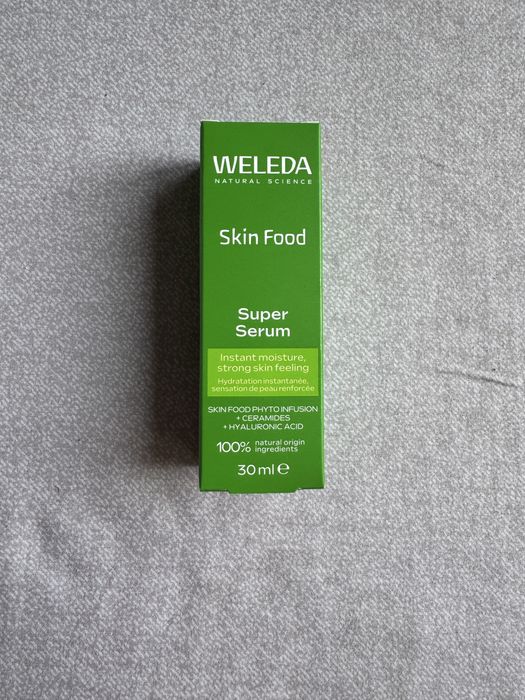 WELEDA
NATURAL SCIENCE
Skin Food
Super
Serum
Instant moisture,
strong skin feeling
Hydratation instantanée,
sensation de peau renforcée
SKIN FOOD PHYTO INFUSION
+ CERAMIDES
+ HYALURONIC ACID
100% natural origin
ingredients
30 ml ℮